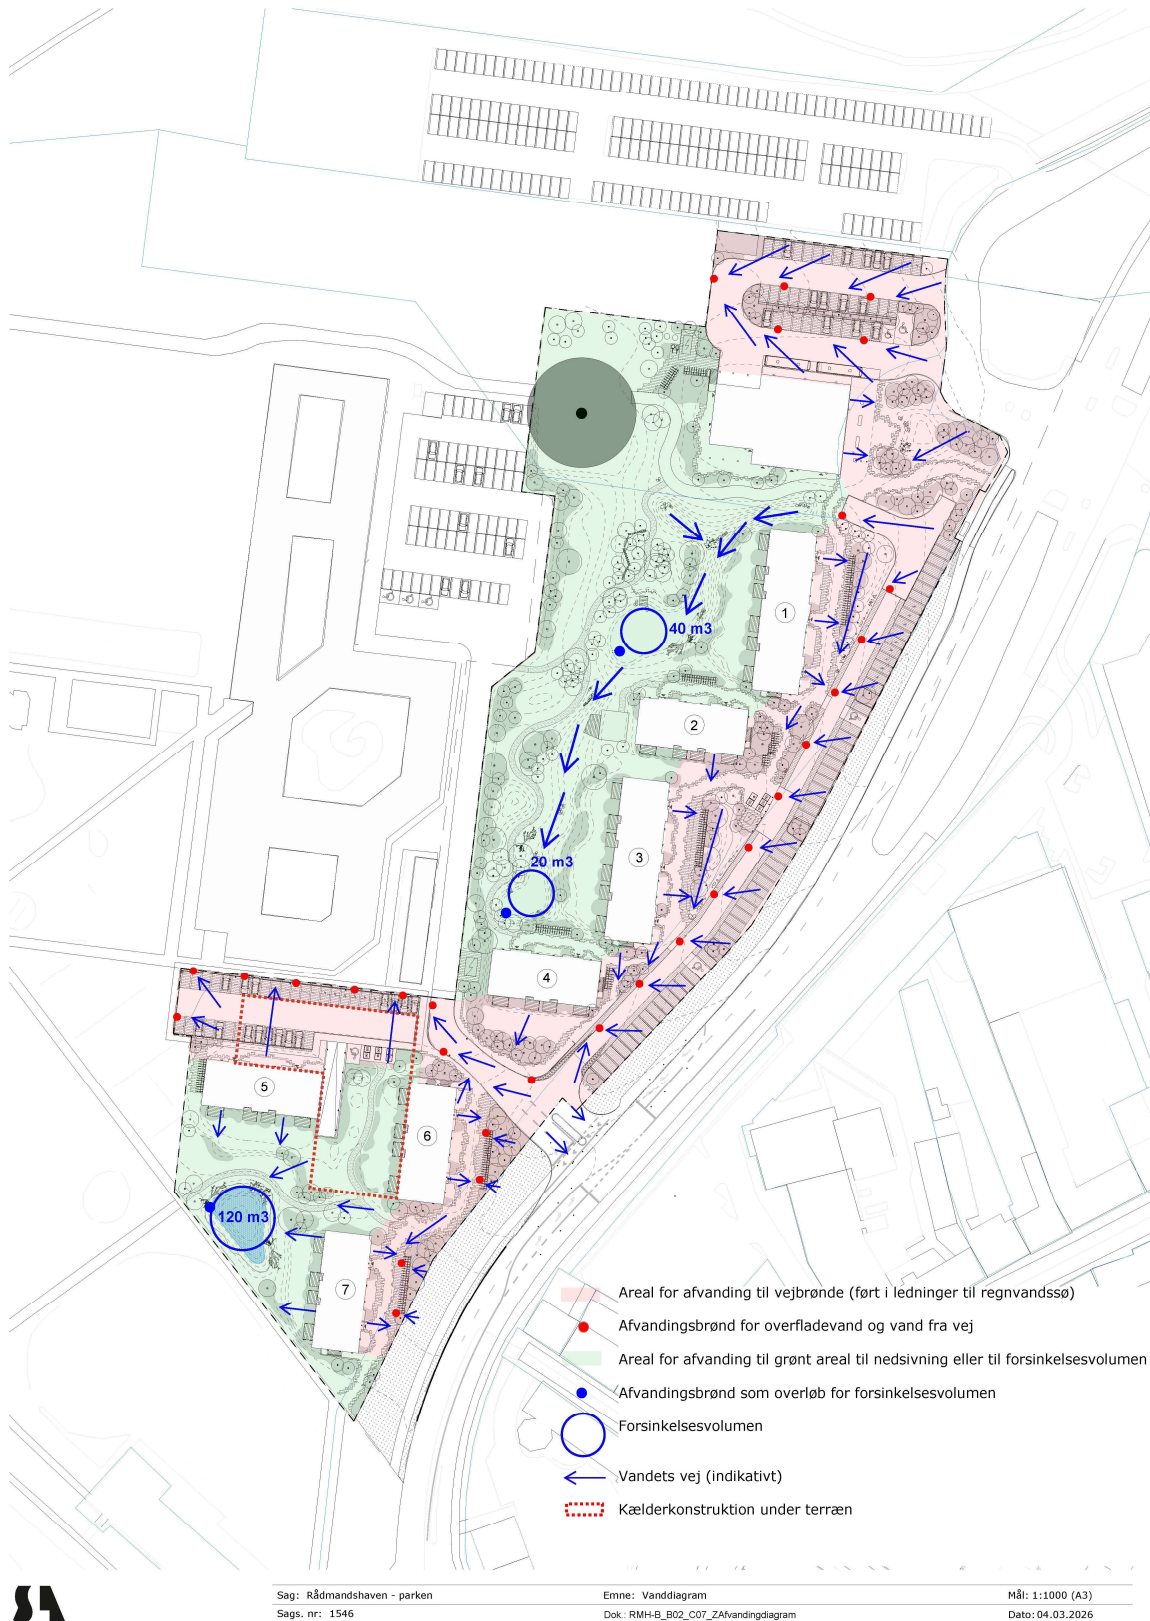 40 m3
1
2
3
20 m3
4
5
6
120 m3
7
Areal for afvanding til vejbrønde (ført i ledninger til regnvandssø)
Afvandingsbrønd for overfladevand og vand fra vej
Areal for afvanding til grønt areal til nedsivning eller til forsinkelsesvolumen
Afvandingsbrønd som overløb for forsinkelsesvolumen
Forsinkelsesvolumen
Vandets vej (indikativt)
Kælderkonstruktion under terræn
Sag: Rådmandshaven - parken
Emne: Vanddiagram
Mål: 1:1000 (A3)
Sags. nr: 1546
Dok.: RMH-B_B02_C07_ZAfvandingdiagram
Dato: 04.03.2026